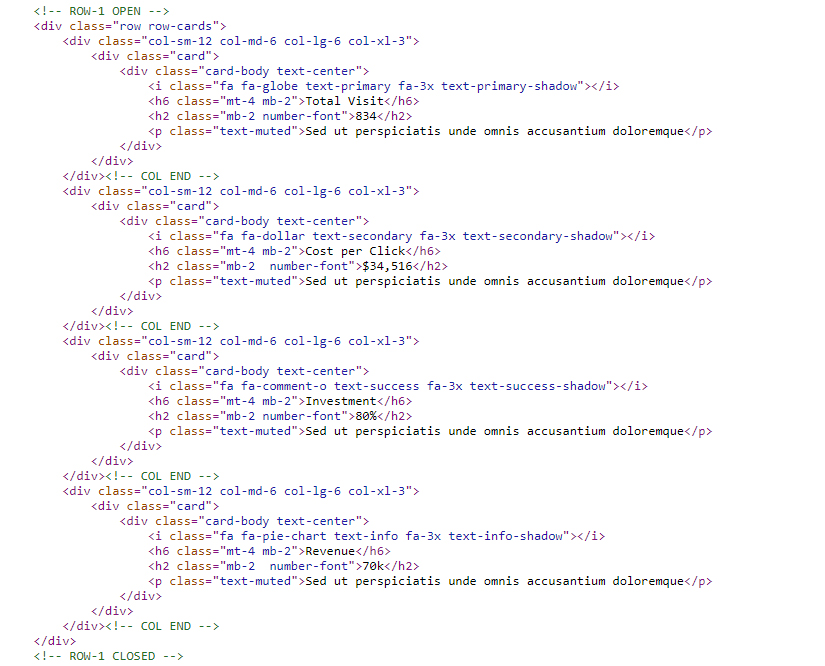 <!-- ROW-1 OPEN -->
<div class="row row-cards">
    <div class="col-sm-12 col-md-6 col-lg-6 col-xl-3">
        <div class="card">
            <div class="card-body text-center">
                <i class="fa fa-globe text-primary fa-3x text-primary-shadow"></i>
                <h6 class="mt-4 mb-2">Total Visit</h6>
                <h2 class="mb-2 number-font">834</h2>
                <p class="text-muted">Sed ut perspiciatis unde omnis accusantium doloremque</p>
            </div>
        </div>
    </div><!-- COL END -->
    <div class="col-sm-12 col-md-6 col-lg-6 col-xl-3">
        <div class="card">
            <div class="card-body text-center">
                <i class="fa fa-dollar text-secondary fa-3x text-secondary-shadow"></i>
                <h6 class="mt-4 mb-2">Cost per Click</h6>
                <h2 class="mb-2  number-font">$34,516</h2>
                <p class="text-muted">Sed ut perspiciatis unde omnis accusantium doloremque</p>
            </div>
        </div>
    </div><!-- COL END -->
    <div class="col-sm-12 col-md-6 col-lg-6 col-xl-3">
        <div class="card">
            <div class="card-body text-center">
                <i class="fa fa-comment-o text-success fa-3x text-success-shadow"></i>
                <h6 class="mt-4 mb-2">Investment</h6>
                <h2 class="mb-2 number-font">80%</h2>
                <p class="text-muted">Sed ut perspiciatis unde omnis accusantium doloremque</p>
            </div>
        </div>
    </div><!-- COL END -->
    <div class="col-sm-12 col-md-6 col-lg-6 col-xl-3">
        <div class="card">
            <div class="card-body text-center">
                <i class="fa fa-pie-chart text-info fa-3x text-info-shadow"></i>
                <h6 class="mt-4 mb-2">Revenue</h6>
                <h2 class="mb-2  number-font">70k</h2>
                <p class="text-muted">Sed ut perspiciatis unde omnis accusantium doloremque</p>
            </div>
        </div>
    </div><!-- COL END -->
</div>
<!-- ROW-1 CLOSED -->